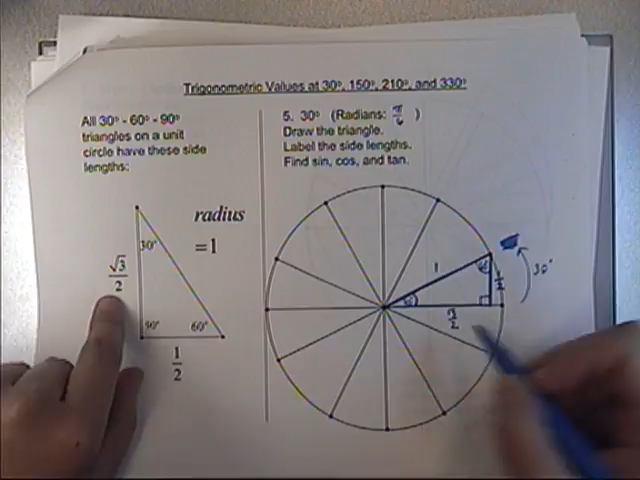 Trigonometric Values at 30º, 150º, 210º, and 330º
All 30º - 60º - 90º
triangles on a unit
circle have these side
lengths:
5. 30º (Radians: π/6 )
Draw the triangle.
Label the side lengths.
Find sin, cos, and tan.
radius
=1
30º
√3/2
90º
60º
1/2
1
30º
1/2
√3/2